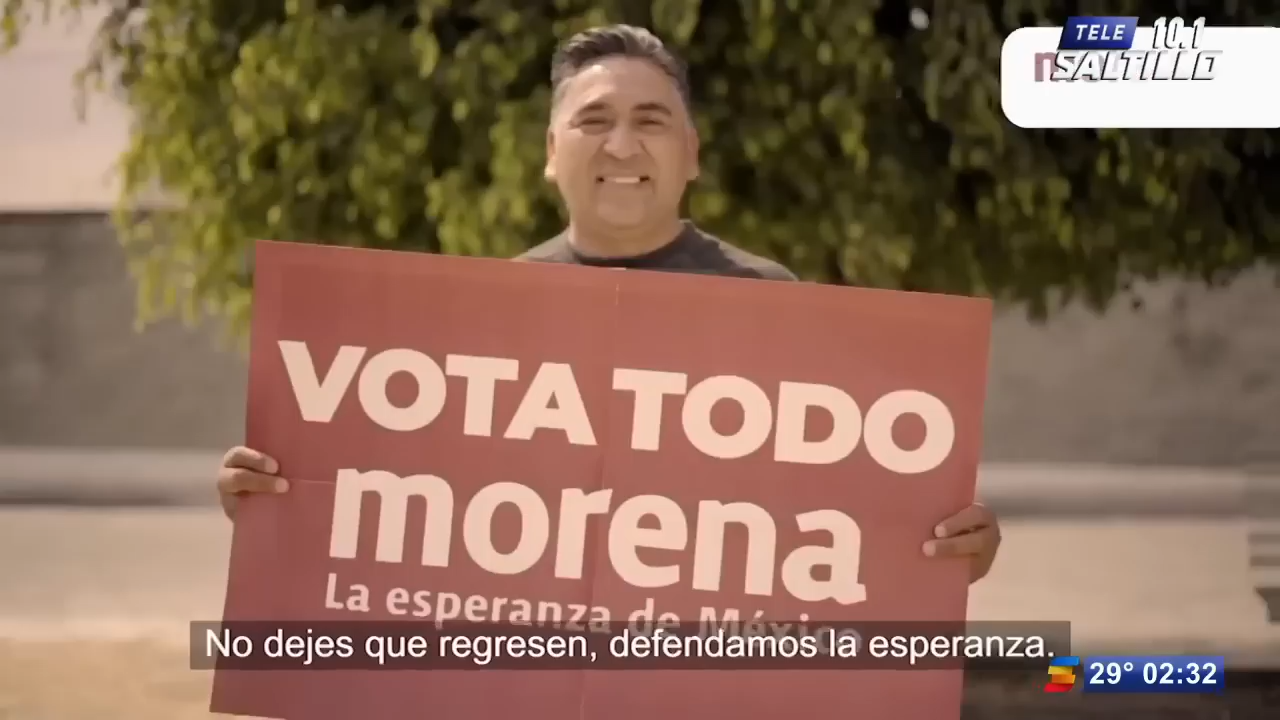 TELE 10.1
SALTILLO
VOTA TODO
morena
La esperanza de México
No dejes que regresen, defendamos la esperanza.
29° 02:32